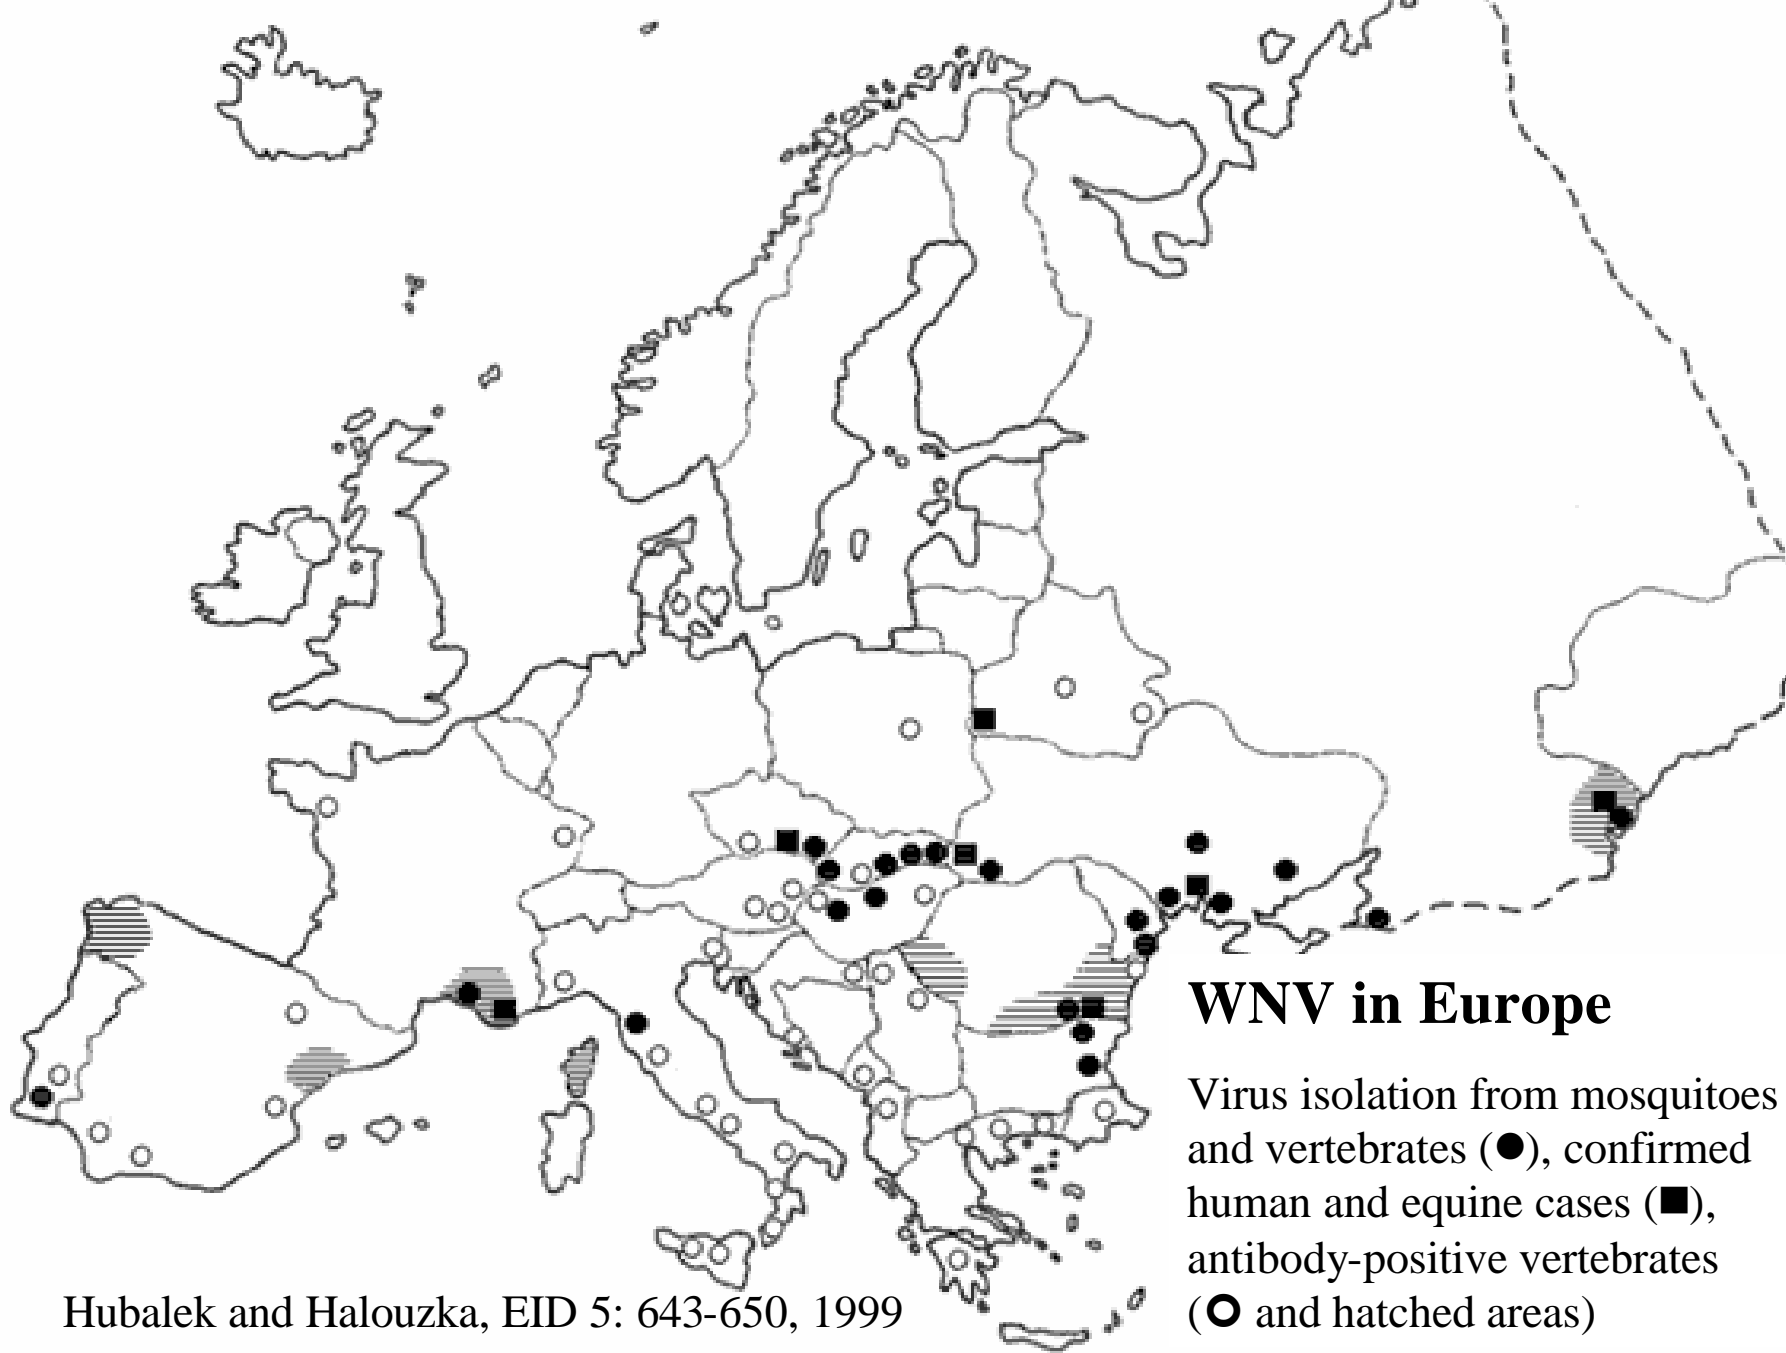 WNV in Europe
Virus isolation from mosquitoes
and vertebrates (●), confirmed
human and equine cases (■),
antibody-positive vertebrates
(O and hatched areas)
Hubalek and Halouzka, EID 5: 643-650, 1999